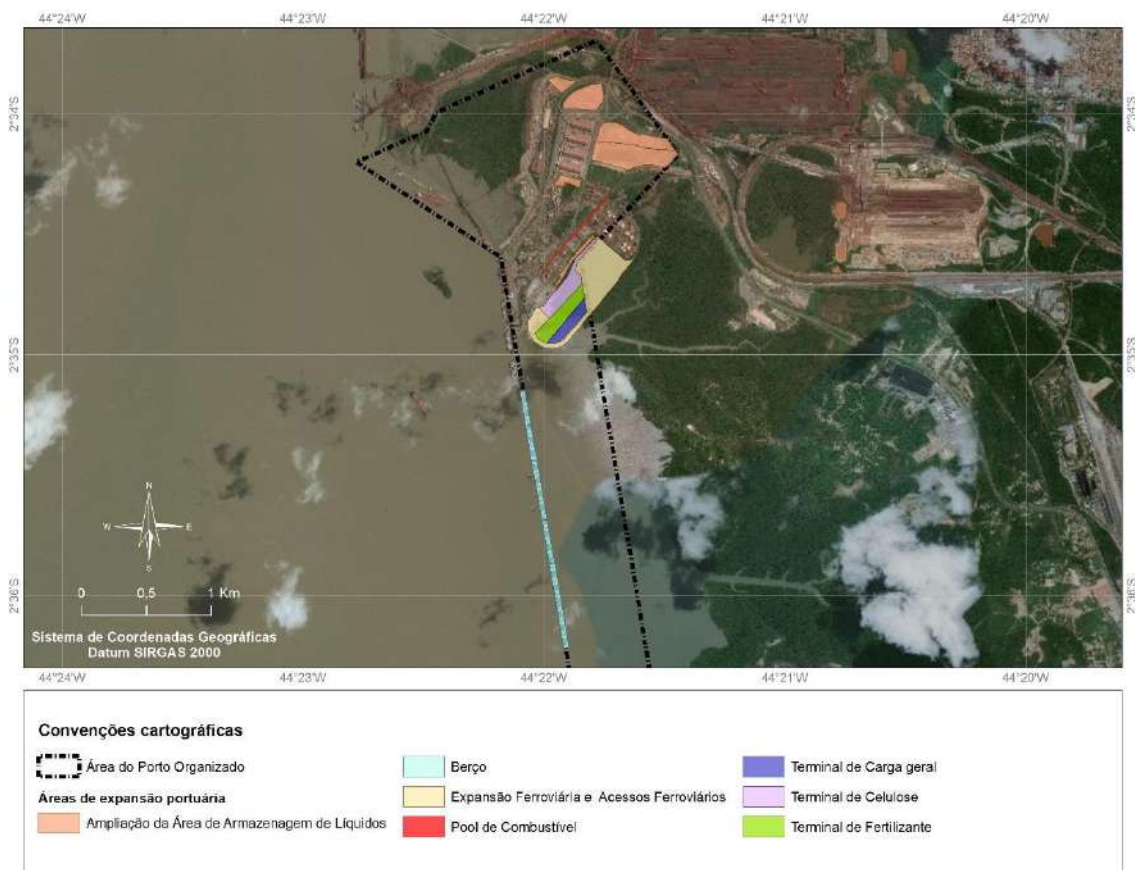 44°24'W 44°23'W 44°22'W 44°21'W 44°20'W
2°34'S 2°34'S
2°35'S 2°35'S
2°36'S 2°36'S
N
W E
S
0 0,5 1 Km
Sistema de Coordenadas Geográficas
Datum SIRGAS 2000
44°24'W 44°23'W 44°22'W 44°21'W 44°20'W
Convenções cartográficas
Área do Porto Organizado
Áreas de expansão portuária
Ampliação da Área de Armazenagem de Líquidos
Berço
Expansão Ferroviária e Acessos Ferroviários
Pool de Combustível
Terminal de Carga geral
Terminal de Celulose
Terminal de Fertilizante